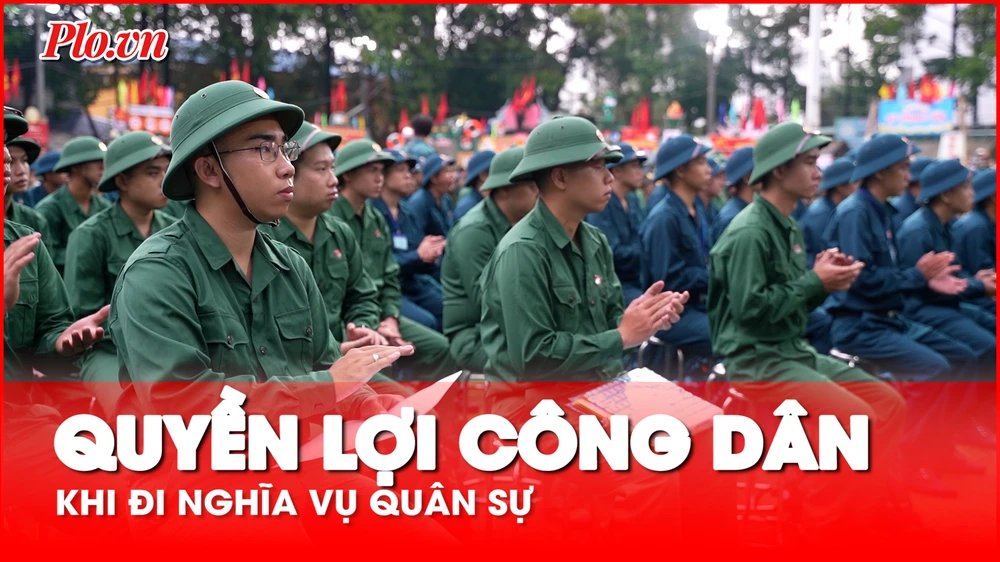 Plo.vn
QUYỀN LỢI CÔNG DÂN
KHI ĐI NGHĨA VỤ QUÂN SỰ